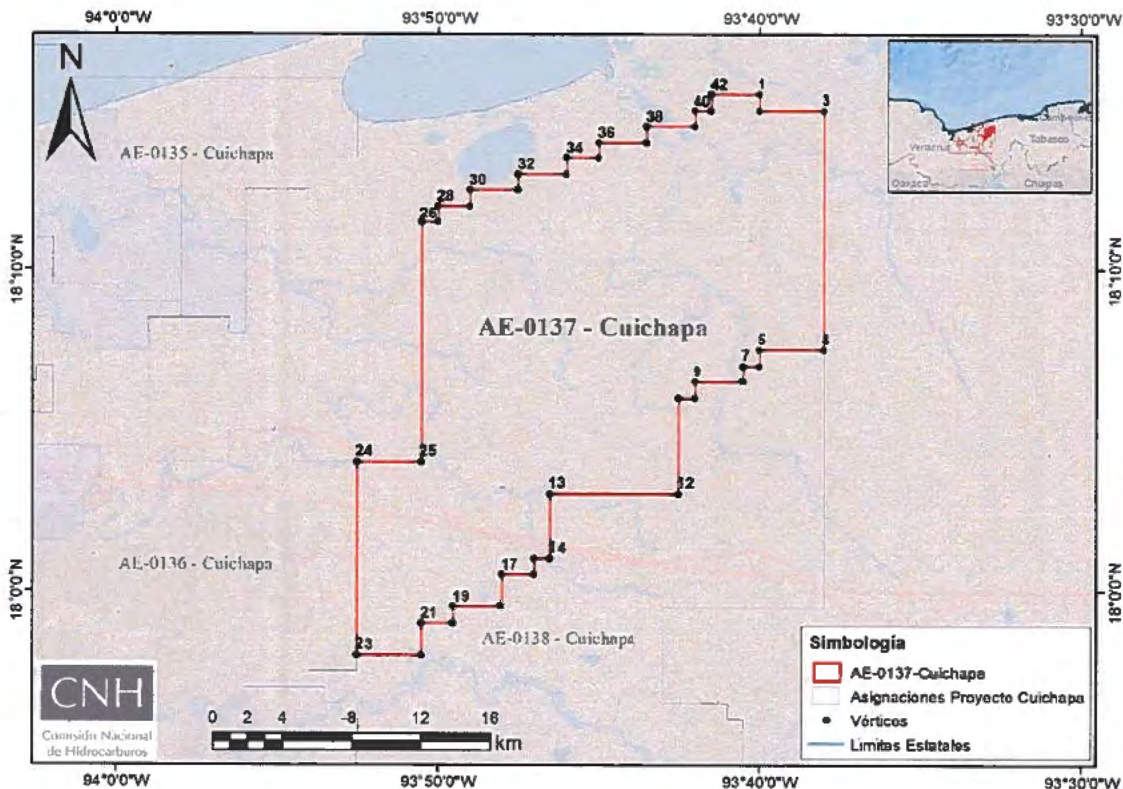 94°0'0"W 93°50'0"W 93°40'0"W 93°30'0"W
N
42 1
40 3
38
36
34
32
30
28
26
AE-0135 - Cuichapa
Veracruz
Tabasco
Oaxaca
Chiapas
18°10'0"N 18°10'0"N
AE-0137 - Cuichapa
7
9
24 25
13 12
14
17
19
21
23
AE-0136 - Cuichapa
AE-0138 - Cuichapa
18°0'0"N 18°0'0"N
CNH
Comisión Nacional
de Hidrocarburos
0 2 4 8 12 16
km
Simbología
AE-0137-Cuichapa
Asignaciones Proyecto Cuichapa
Vértices
Limites Estatales
94°0'0"W 93°50'0"W 93°40'0"W 93°30'0"W